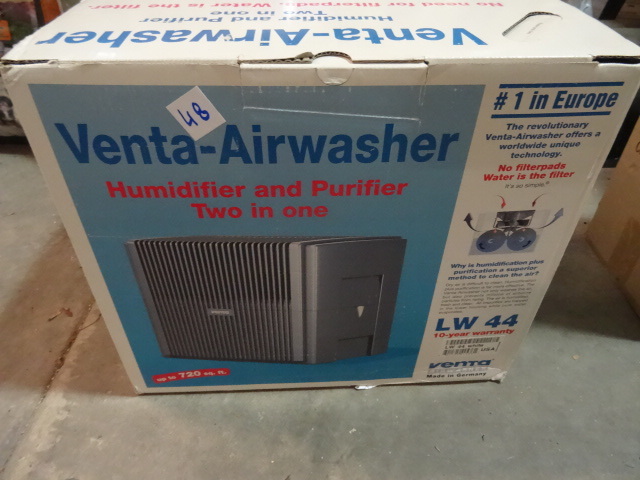 No need for filterpads, Water is the filter.
Two in one
Humidifier and Purifier
Venta-Airwasher
4B
Venta-Airwasher
Humidifier and Purifier
Two in one
up to 720 sq. ft.
# 1 in Europe
The revolutionary
Venta-Airwasher offers a
worldwide unique
technology.
No filterpads
Water is the filter
It's so simple.
Why is humidification plus
purification a superior
method to clean the air?
LW 44
10-year warranty
USA
venta
Made in Germany